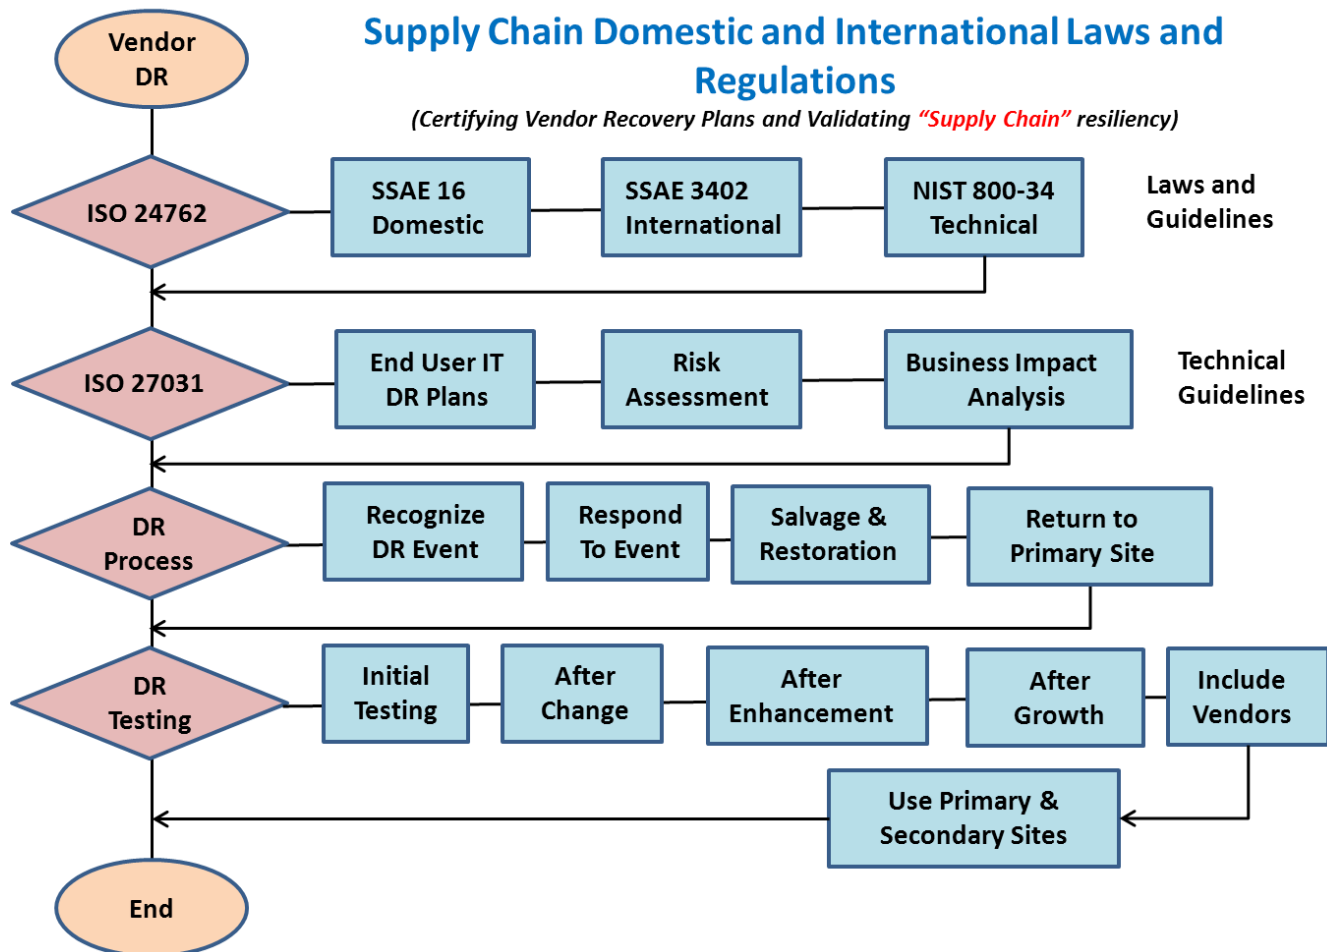 Supply Chain Domestic and International Laws and
Regulations
(Certifying Vendor Recovery Plans and Validating “Supply Chain” resiliency)
Vendor
DR
ISO 24762
SSAE 16
Domestic
SSAE 3402
International
NIST 800-34
Technical
Laws and
Guidelines
ISO 27031
End User IT
DR Plans
Risk
Assessment
Business Impact
Analysis
Technical
Guidelines
DR
Process
Recognize
DR Event
Respond
To Event
Salvage &
Restoration
Return to
Primary Site
DR
Testing
Initial
Testing
After
Change
After
Enhancement
After
Growth
Include
Vendors
Use Primary &
Secondary Sites
End